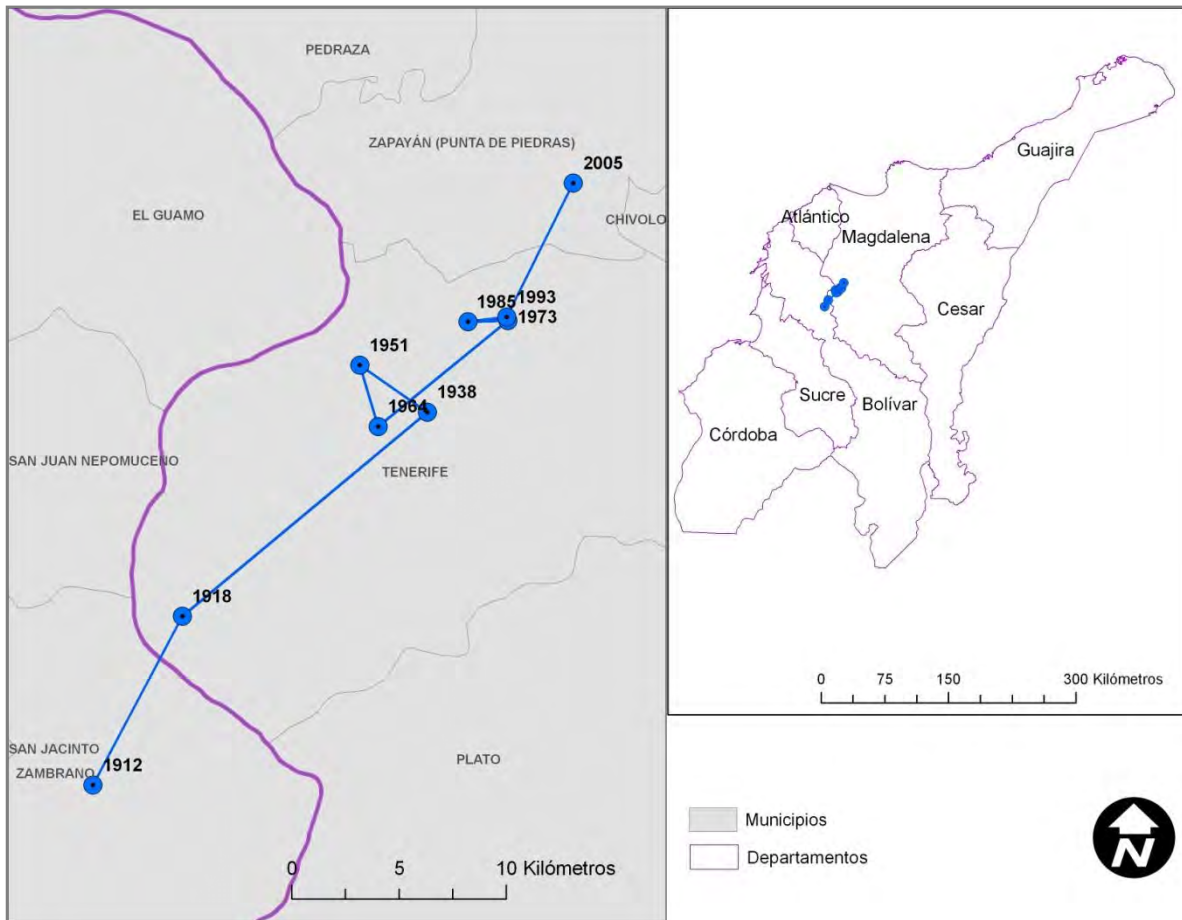 PEDRAZA
ZAPAYÁN (PUNTA DE PIEDRAS)
2005
EL GUAMO
CHIVOLO
1985
1993
1973
1951
1938
1964
SAN JUAN NEPOMUCENO
TENERIFE
1918
SAN JACINTO
1912
ZAMBRANO
PLATO
0 5 10 Kilómetros
Guajira
Atlántico
Magdalena
Cesar
Sucre
Bolívar
Córdoba
0 75 150 300 Kilómetros
Municipios
Departamentos
N